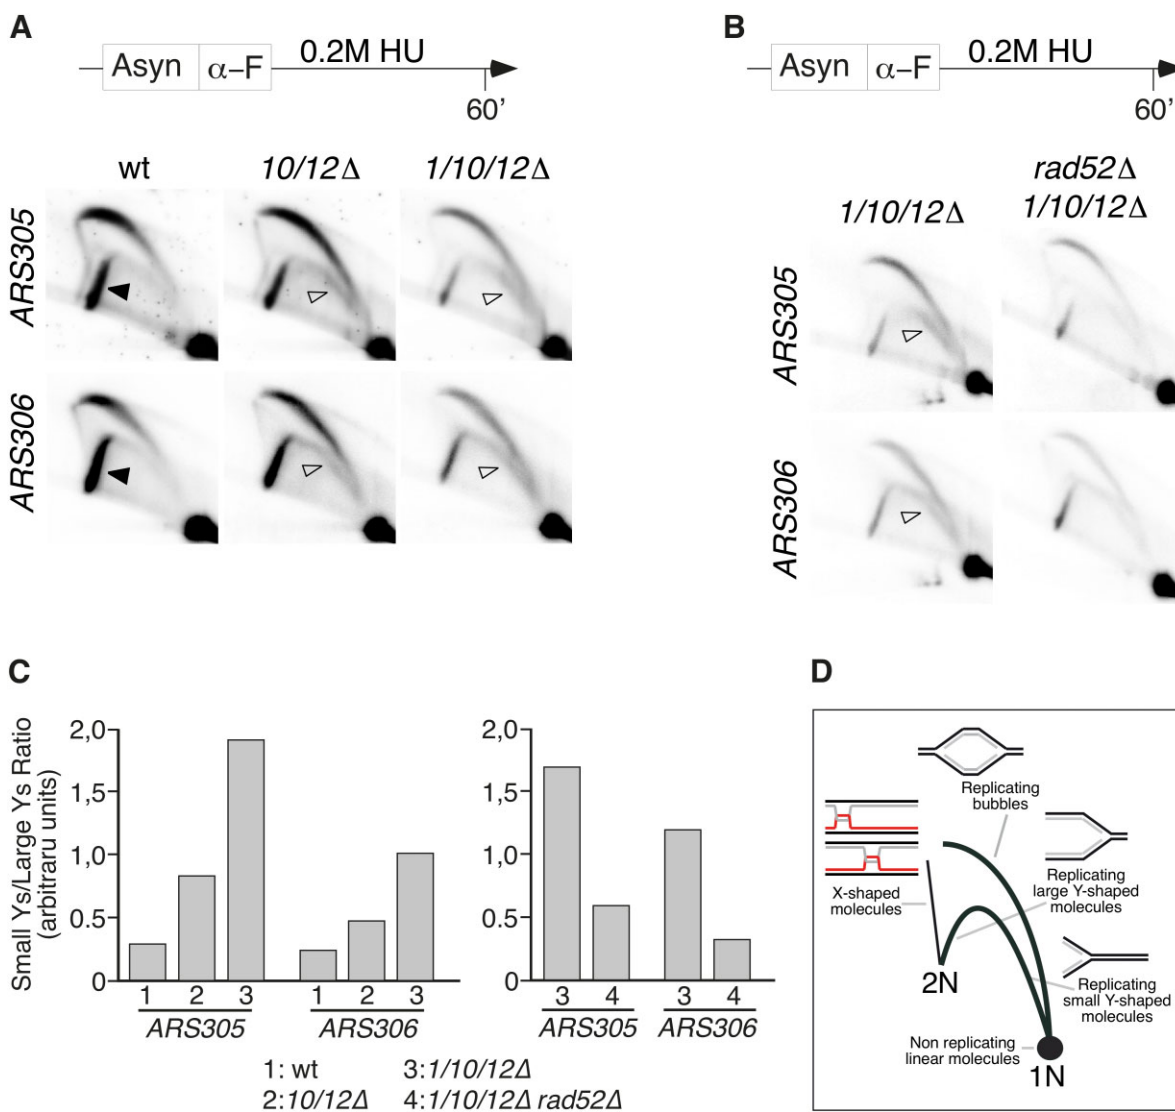 A
Asyn
α-F
0.2M HU
60'
wt
10/12Δ
1/10/12Δ
ARS305
ARS306
B
Asyn
α-F
0.2M HU
60'
1/10/12Δ
rad52Δ
1/10/12Δ
ARS305
ARS306
C
Small Ys/Large Ys Ratio
(arbitraru units)
2,0
1,5
1,0
0.5
0
1 2 3
ARS305
1 2 3
ARS306
2,0
1,5
1,0
0.5
0
3 4
ARS305
3 4
ARS306
1: wt
2:10/12Δ
3:1/10/12Δ
4:1/10/12Δ rad52Δ
D
Replicating
bubbles
X-shaped
molecules
Replicating
large Y-shaped
molecules
2N
Replicating
small Y-shaped
molecules
Non replicating
linear molecules
1N